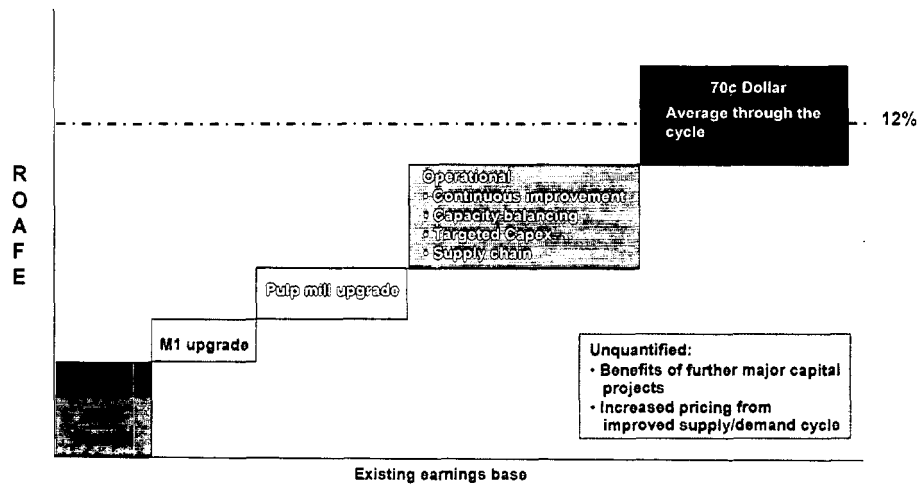 70¢ Dollar
Average through the
cycle
12%
R
O
A
F
E
Operational
• Continuous improvement
• Capacity balancing
• Targeted Capex
• Supply chain
Pulp mill upgrade
M1 upgrade
Unquantified:
• Benefits of further major capital
projects
• Increased pricing from
improved supply/demand cycle
Existing earnings base